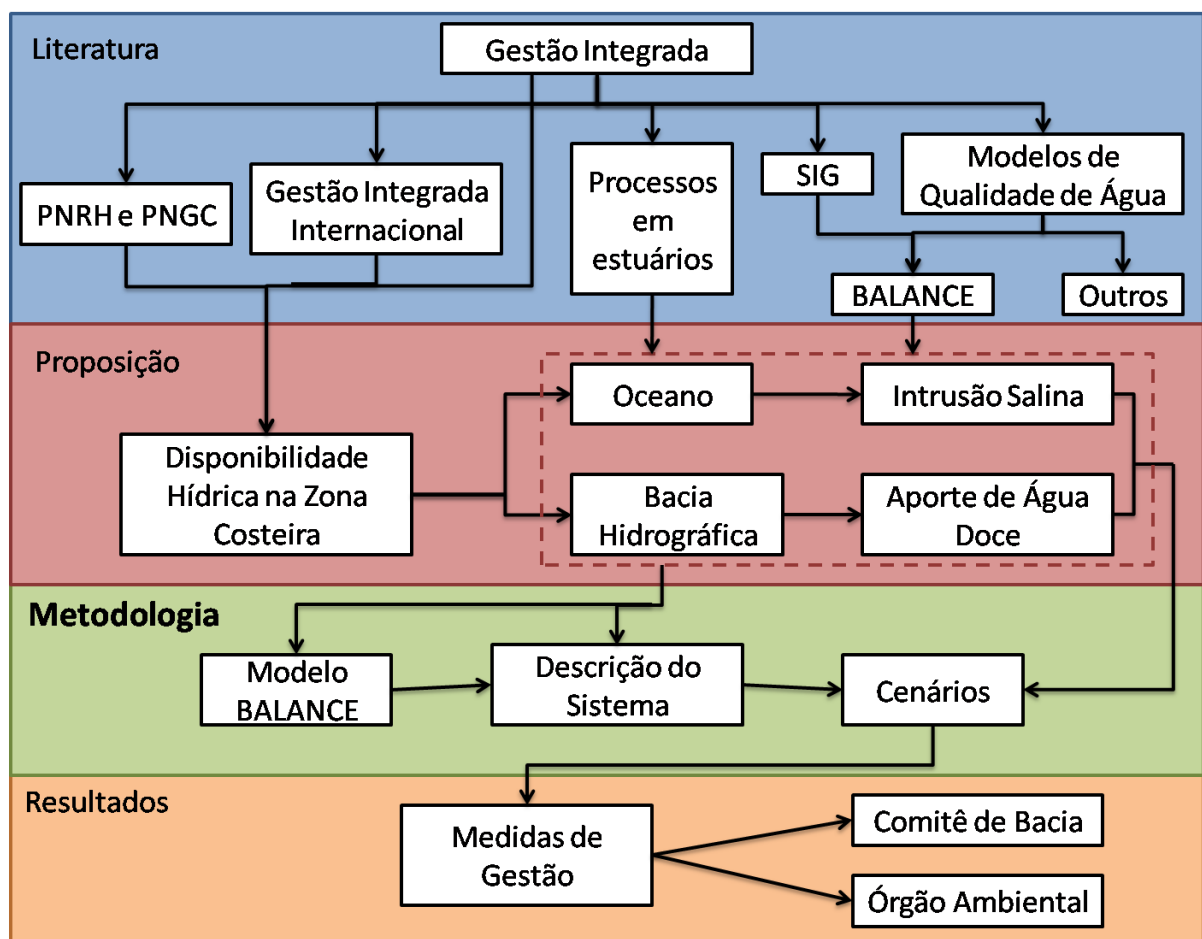 Literatura
Gestão Integrada
PNRH e PNGC
Gestão Integrada
Internacional
Processos
em
estuários
SIG
Modelos de
Qualidade de Água
BALANCE
Outros
Proposição
Oceano
Intrusão Salina
Disponibilidade
Hídrica na Zona
Costeira
Bacia
Hidrográfica
Aporte de Água
Doce
Metodologia
Modelo
BALANCE
Descrição do
Sistema
Cenários
Resultados
Medidas de
Gestão
Comitê de Bacia
Órgão Ambiental